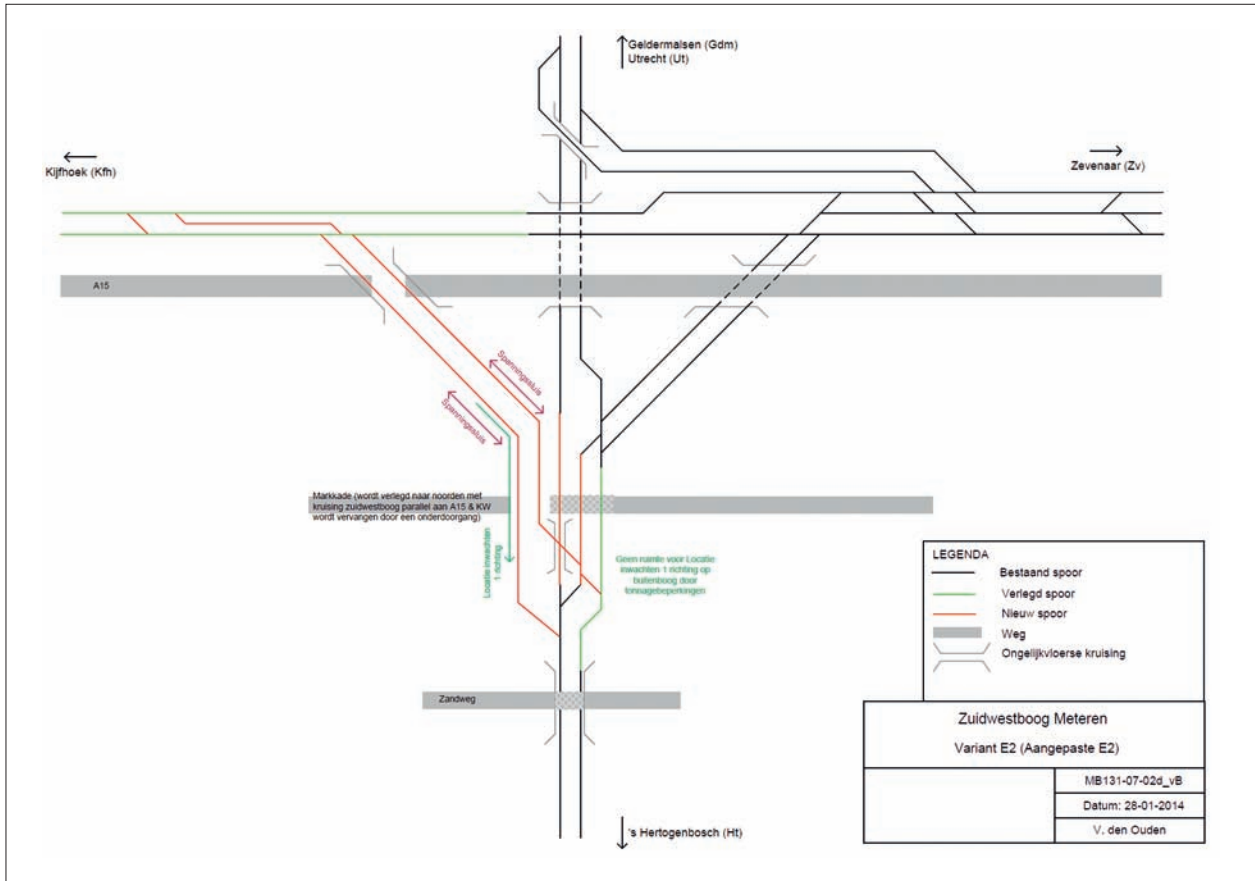 Geldermalsen (Gdm)
Utrecht (Ut)
Kijfhoek (Kfh)
Zevenaar (Zv)
A15
Spanningssluis
Spanningssluis
Markkade (wordt verlegd naar noorden met
kruising zuidwestboog parallel aan A15 & KW
wordt vervangen door een onderdoorgang)
Locatie inwachten
1 richting
Geen ruimte voor Locatie
inwachten 1 richting op
buitenboog door
tonnagebeperkingen
Zandweg
's Hertogenbosch (Ht)
LEGENDA
Bestaand spoor
Verlegd spoor
Nieuw spoor
Weg
Ongelijkvloerse kruising
Zuidwestboog Meteren
Variant E2 (Aangepaste E2)
MB131-07-02d_vB
Datum: 28-01-2014
V. den Ouden